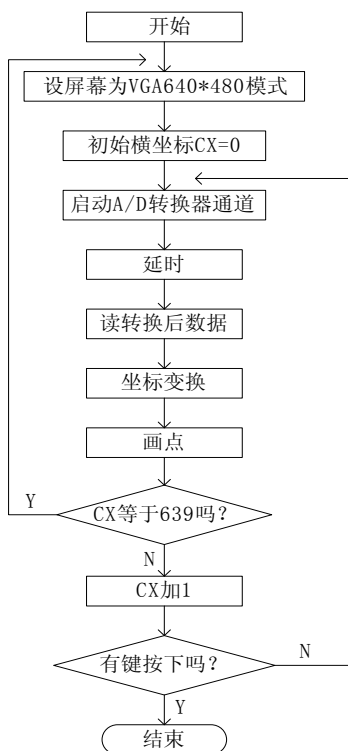 开始
设屏幕为VGA640*480模式
初始横坐标CX=0
启动A/D转换器通道
延时
读转换后数据
坐标变换
画点
Y
CX等于639吗?
N
CX加1
有键按下吗?
N
Y
结束